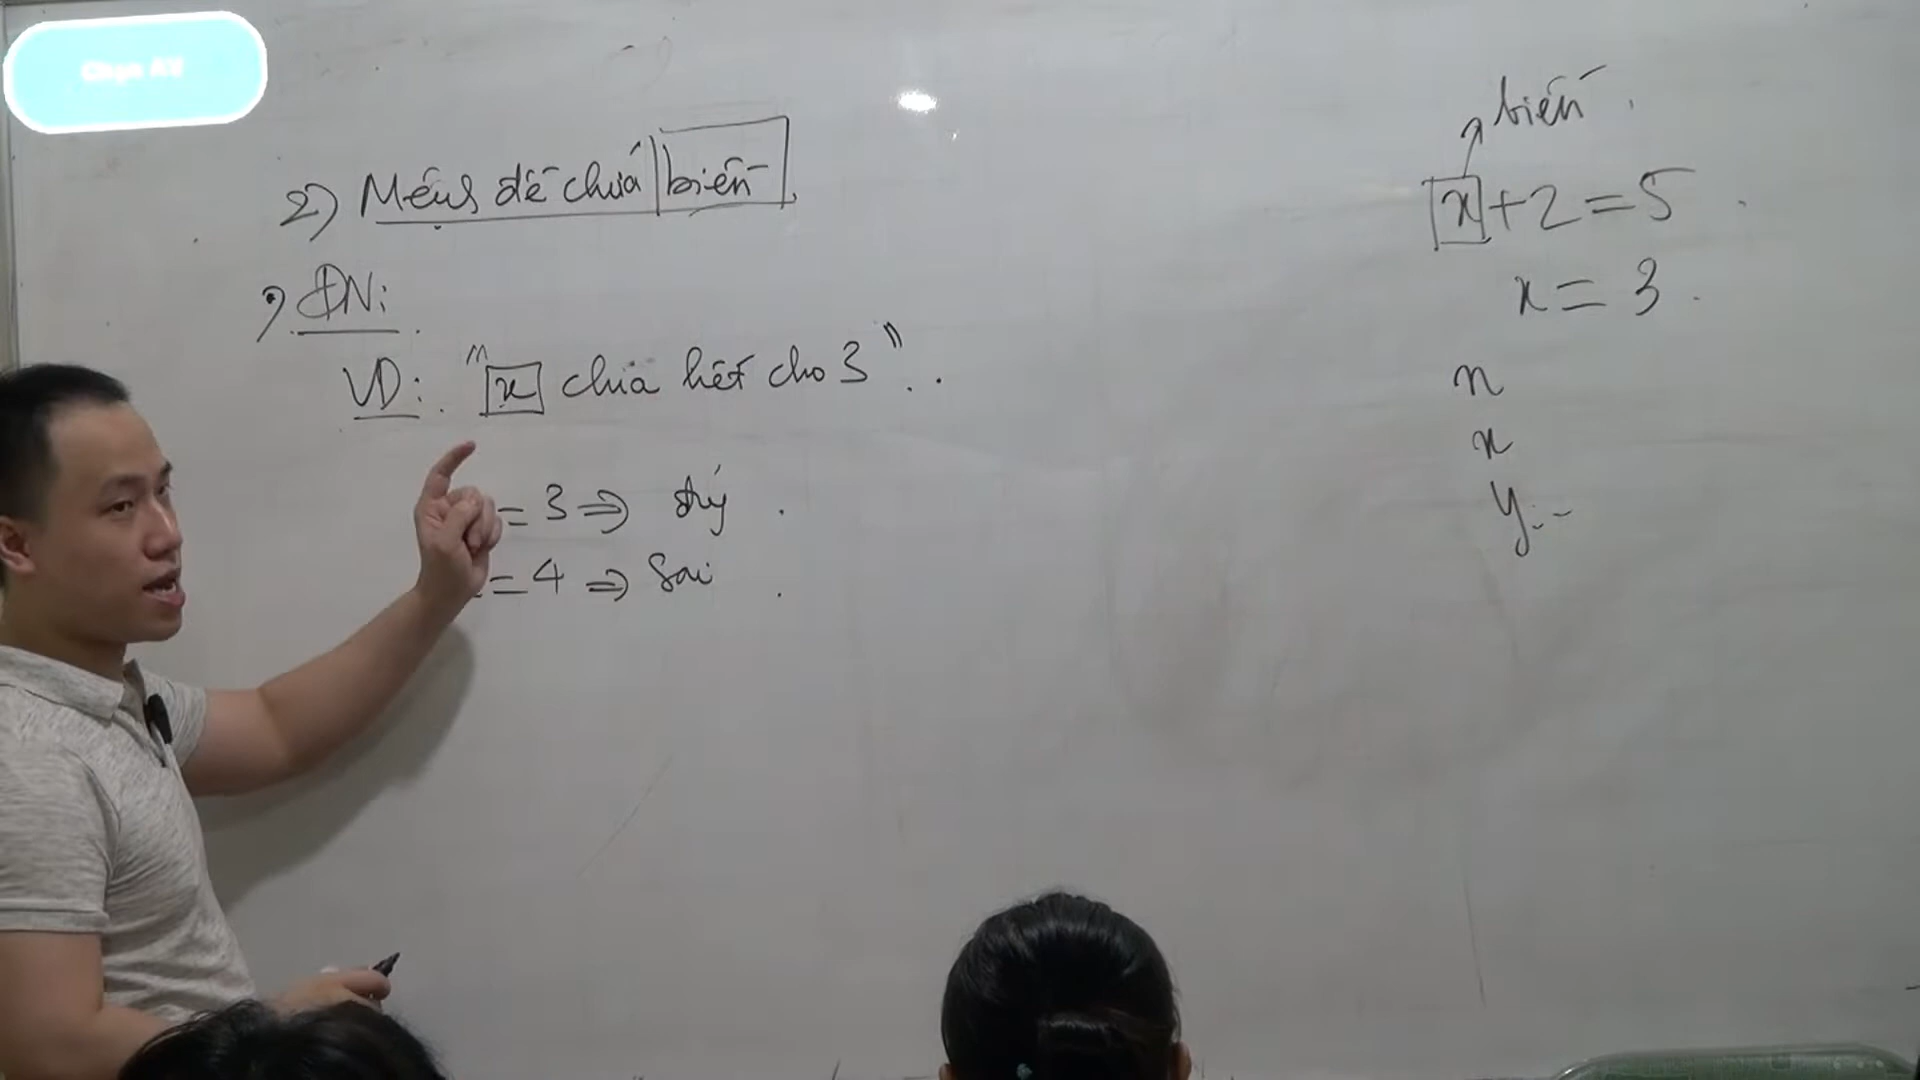 2) Mệnh đề chứa biến
ĐN:
VD: "x chia hết cho 3"..
= 3 ⇒ đúng .
= 4 ⇒ Sai .
biến .
x + 2 = 5 .
x = 3 .
n
x
y...